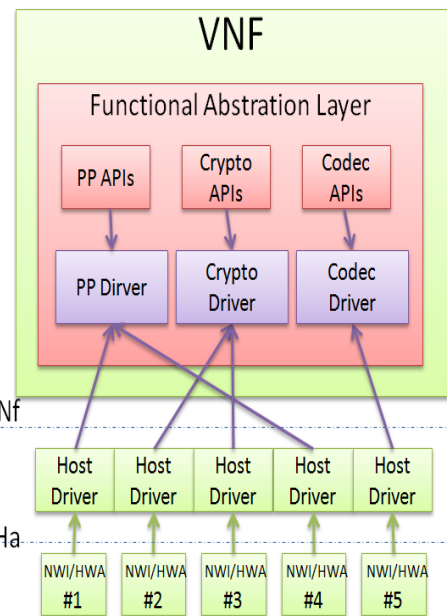 VNF
Functional Abstration Layer
PP APIs
Crypto
APIs
Codec
APIs
PP Dirver
Crypto
Driver
Codec
Driver
Nf
Host
Driver
Host
Driver
Host
Driver
Host
Driver
Host
Driver
Ha
NWI/HWA
#1
NWI/HWA
#2
NWI/HWA
#3
NWI/HWA
#4
NWI/HWA
#5